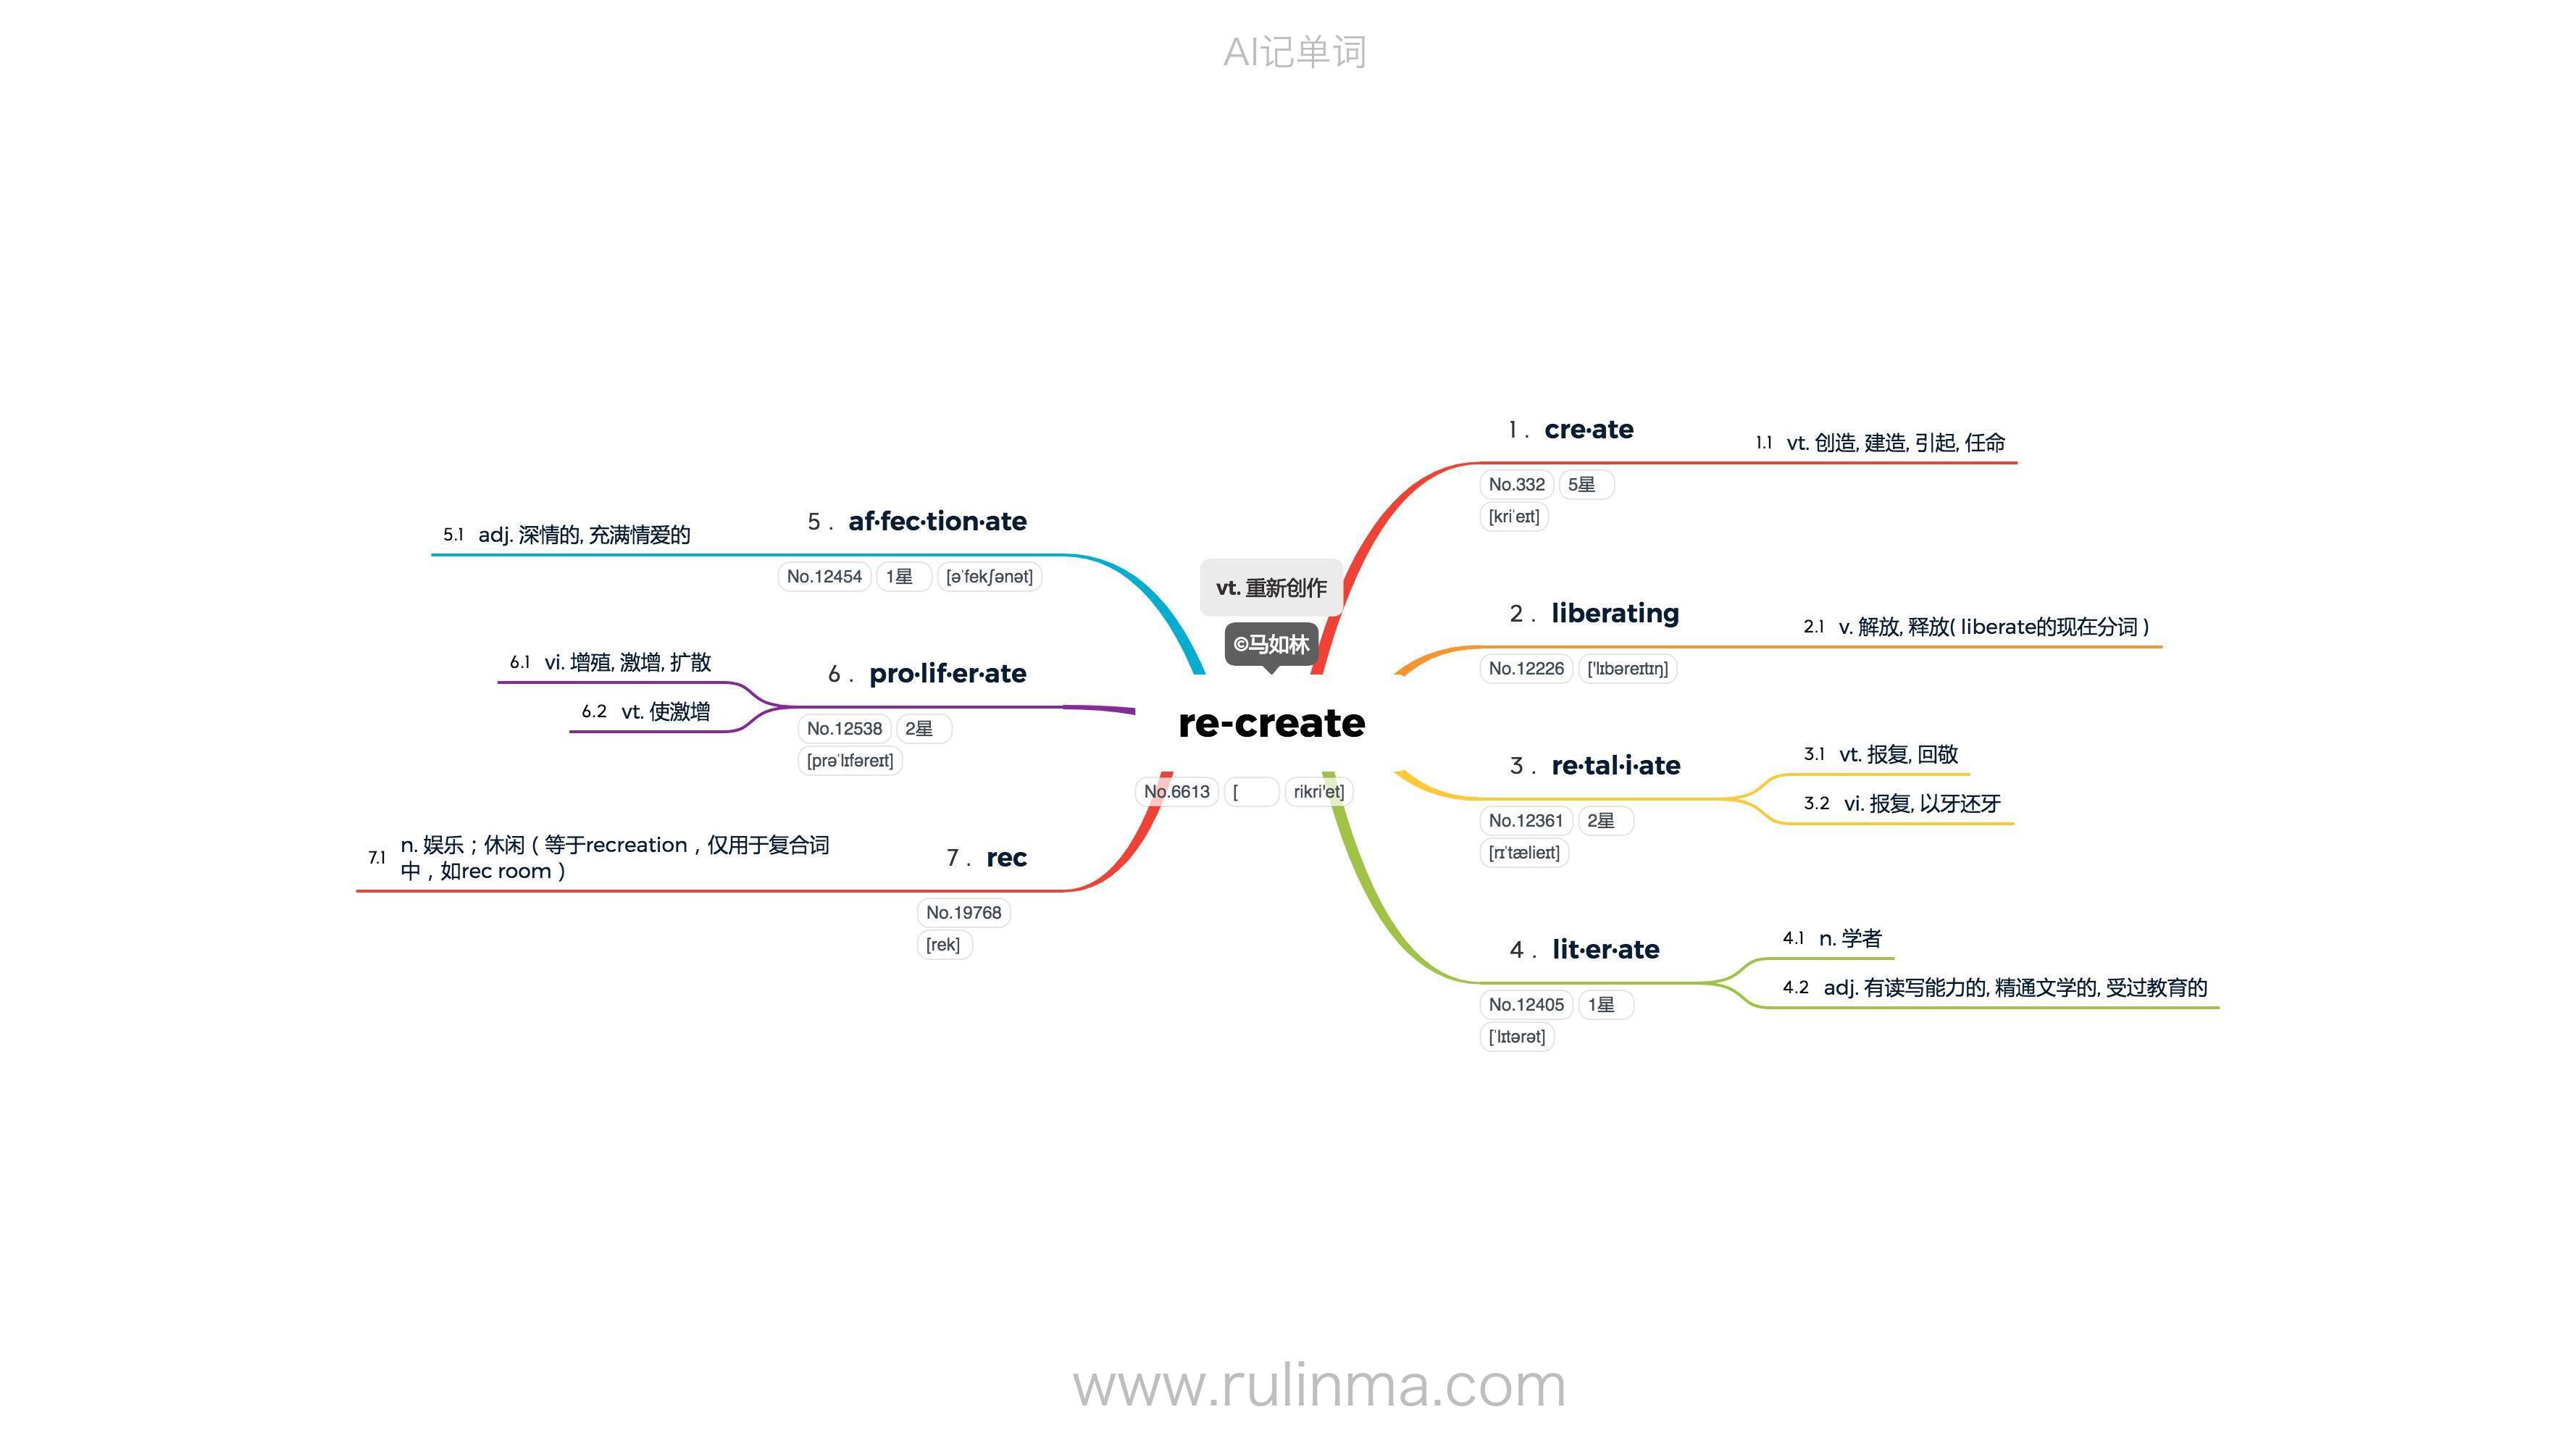 AI记单词
vt. 重新创作
©马如林
re-create
No.6613 [ rikri'et]
1. cre·ate
No.332 5星
[kriˈeɪt]
1.1 vt. 创造, 建造, 引起, 任命
2. liberating
No.12226 ['lɪbəreɪtɪŋ]
2.1 v. 解放, 释放( liberate的现在分词 )
3. re·tal·i·ate
No.12361 2星
[rɪˈtælieɪt]
3.1 vt. 报复, 回敬
3.2 vi. 报复, 以牙还牙
4. lit·er·ate
No.12405 1星
[ˈlɪtərət]
4.1 n. 学者
4.2 adj. 有读写能力的, 精通文学的, 受过教育的
5. af·fec·tion·ate
No.12454 1星 [əˈfekʃənət]
5.1 adj. 深情的, 充满情爱的
6. pro·lif·er·ate
No.12538 2星
[prəˈlɪfəreɪt]
6.1 vi. 增殖, 激增, 扩散
6.2 vt. 使激增
7. rec
No.19768
[rek]
7.1 n. 娱乐；休闲（等于recreation，仅用于复合词
中，如rec room）
www.rulinma.com